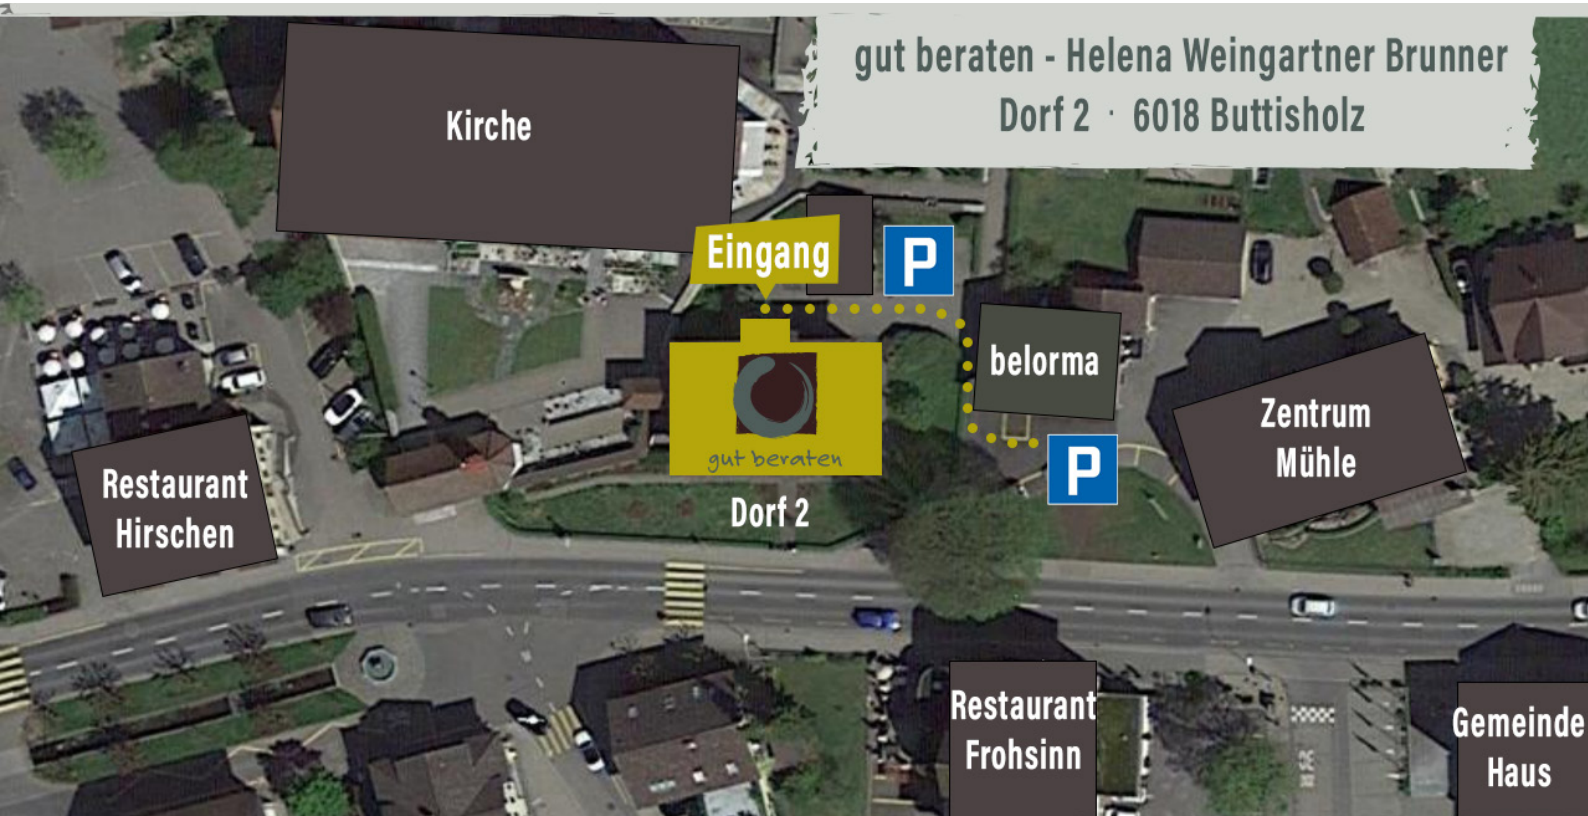 gut beraten - Helena Weingartner Brunner
Dorf 2 · 6018 Buttisholz
Kirche
Eingang
P
belorma
Zentrum
Mühle
gut beraten
P
Restaurant
Hirschen
Dorf 2
Restaurant
Frohsinn
Gemeinde
Haus